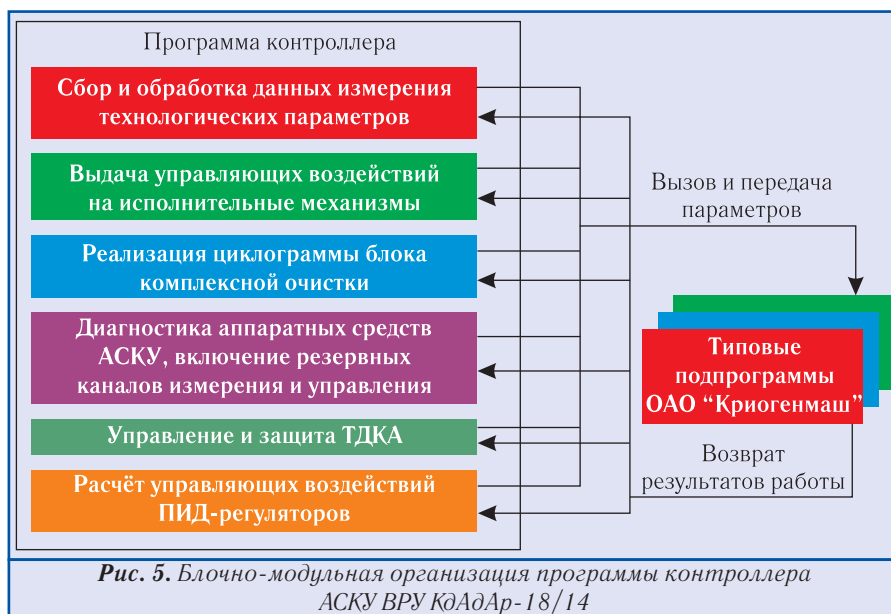 Программа контроллера
Сбор и обработка данных измерения
технологических параметров
Выдача управляющих воздействий
на исполнительные механизмы
Реализация циклограммы блока
комплексной очистки
Диагностика аппаратных средств
АСКУ, включение резервных
каналов измерения и управления
Управление и защита ТДКА
Расчёт управляющих воздействий
ПИД-регуляторов
Вызов и передача
параметров
Типовые
подпрограммы
ОАО “Криогенмаш”
Возврат
результатов работы
Рис. 5. Блочно-модульная организация программы контроллера
АСКУ ВРУ КдАдАр-18/14